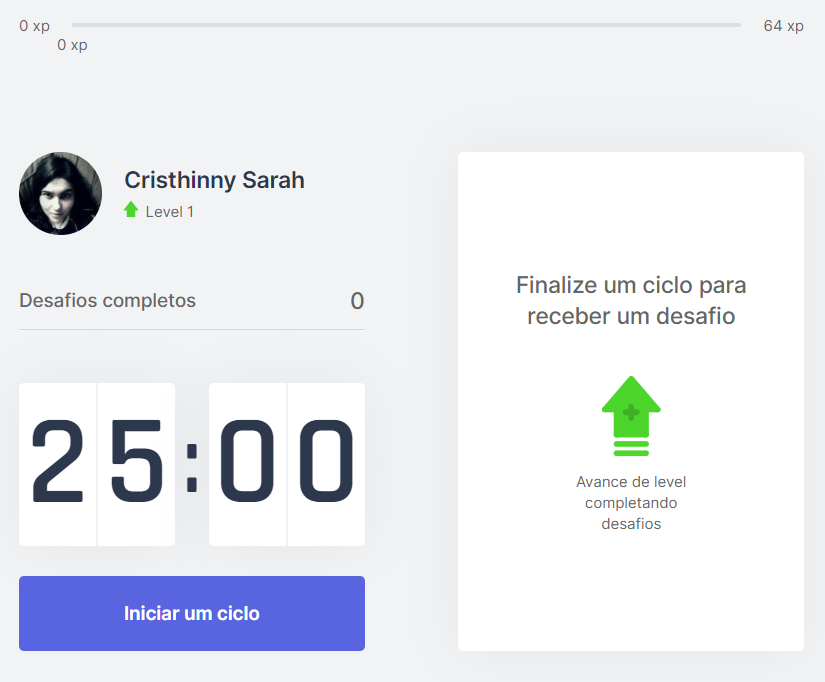 0 xp
64 xp
0 xp
Cristhinny Sarah
Level 1
Desafios completos
0
25:00
Iniciar um ciclo
Finalize um ciclo para
receber um desafio
Avance de level
completando
desafios